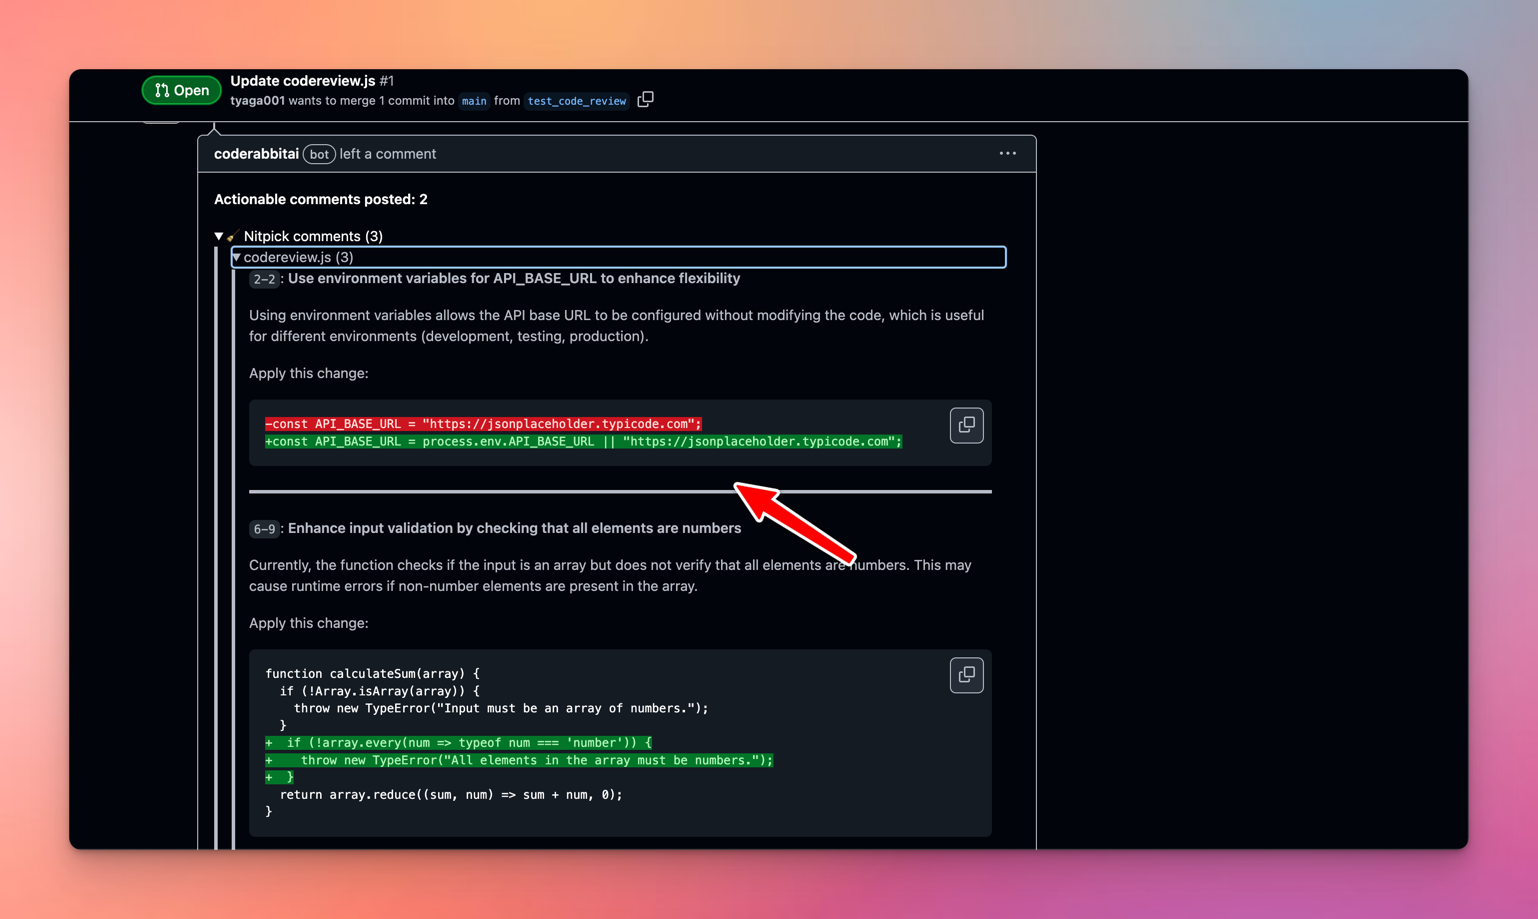 Open
Update codereview.js #1
tyaga001 wants to merge 1 commit into main from test_code_review
coderabbitai bot left a comment
Actionable comments posted: 2
Nitpick comments (3)
codereview.js (3)
2–2: Use environment variables for API_BASE_URL to enhance flexibility
Using environment variables allows the API base URL to be configured without modifying the code, which is useful
for different environments (development, testing, production).
Apply this change:
-const API_BASE_URL = "https://jsonplaceholder.typicode.com";
+const API_BASE_URL = process.env.API_BASE_URL || "https://jsonplaceholder.typicode.com";
6–9: Enhance input validation by checking that all elements are numbers
Currently, the function checks if the input is an array but does not verify that all elements are numbers. This may
cause runtime errors if non-number elements are present in the array.
Apply this change:
function calculateSum(array) {
  if (!Array.isArray(array)) {
    throw new TypeError("Input must be an array of numbers.");
  }
+  if (!array.every(num => typeof num === 'number')) {
+    throw new TypeError("All elements in the array must be numbers.");
+  }
  return array.reduce((sum, num) => sum + num, 0);
}